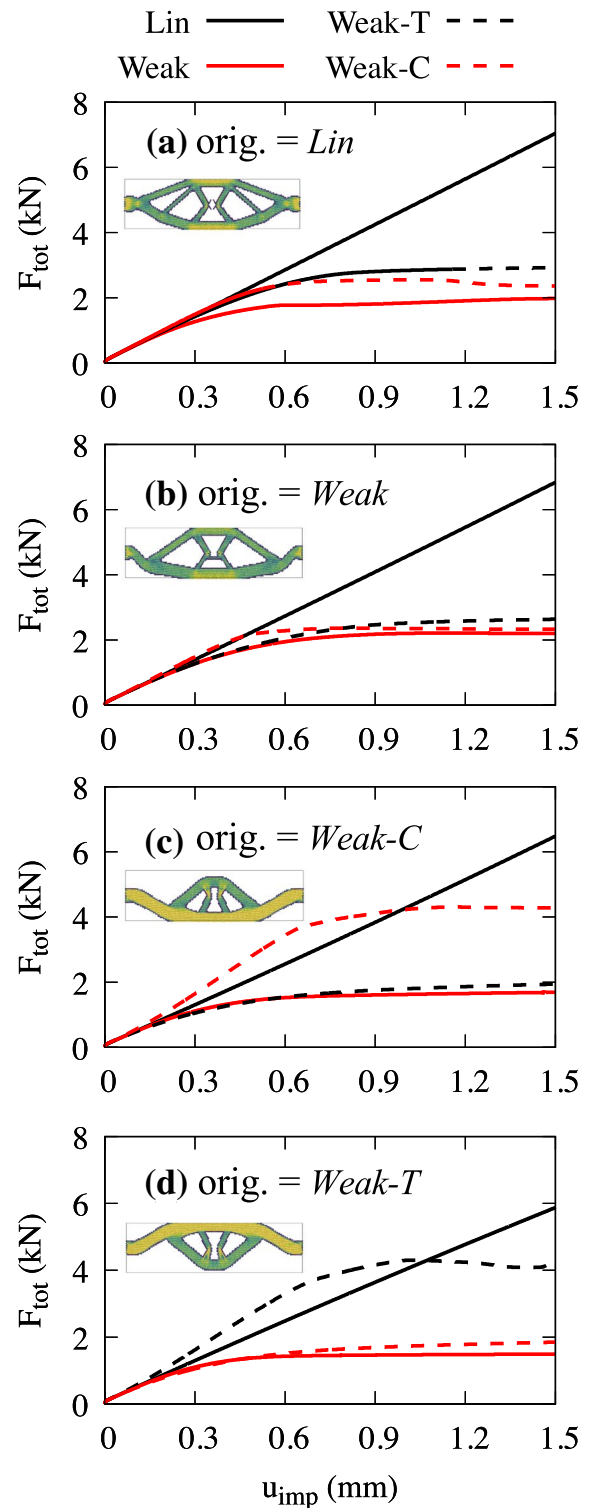 Lin Weak-T
Weak Weak-C
8
(a) orig. = Lin
6
F_tot (kN)
4
2
0
0 0.3 0.6 0.9 1.2 1.5
8
(b) orig. = Weak
6
F_tot (kN)
4
2
0
0 0.3 0.6 0.9 1.2 1.5
8
(c) orig. = Weak-C
6
F_tot (kN)
4
2
0
0 0.3 0.6 0.9 1.2 1.5
8
(d) orig. = Weak-T
6
F_tot (kN)
4
2
0
0 0.3 0.6 0.9 1.2 1.5
u_imp (mm)